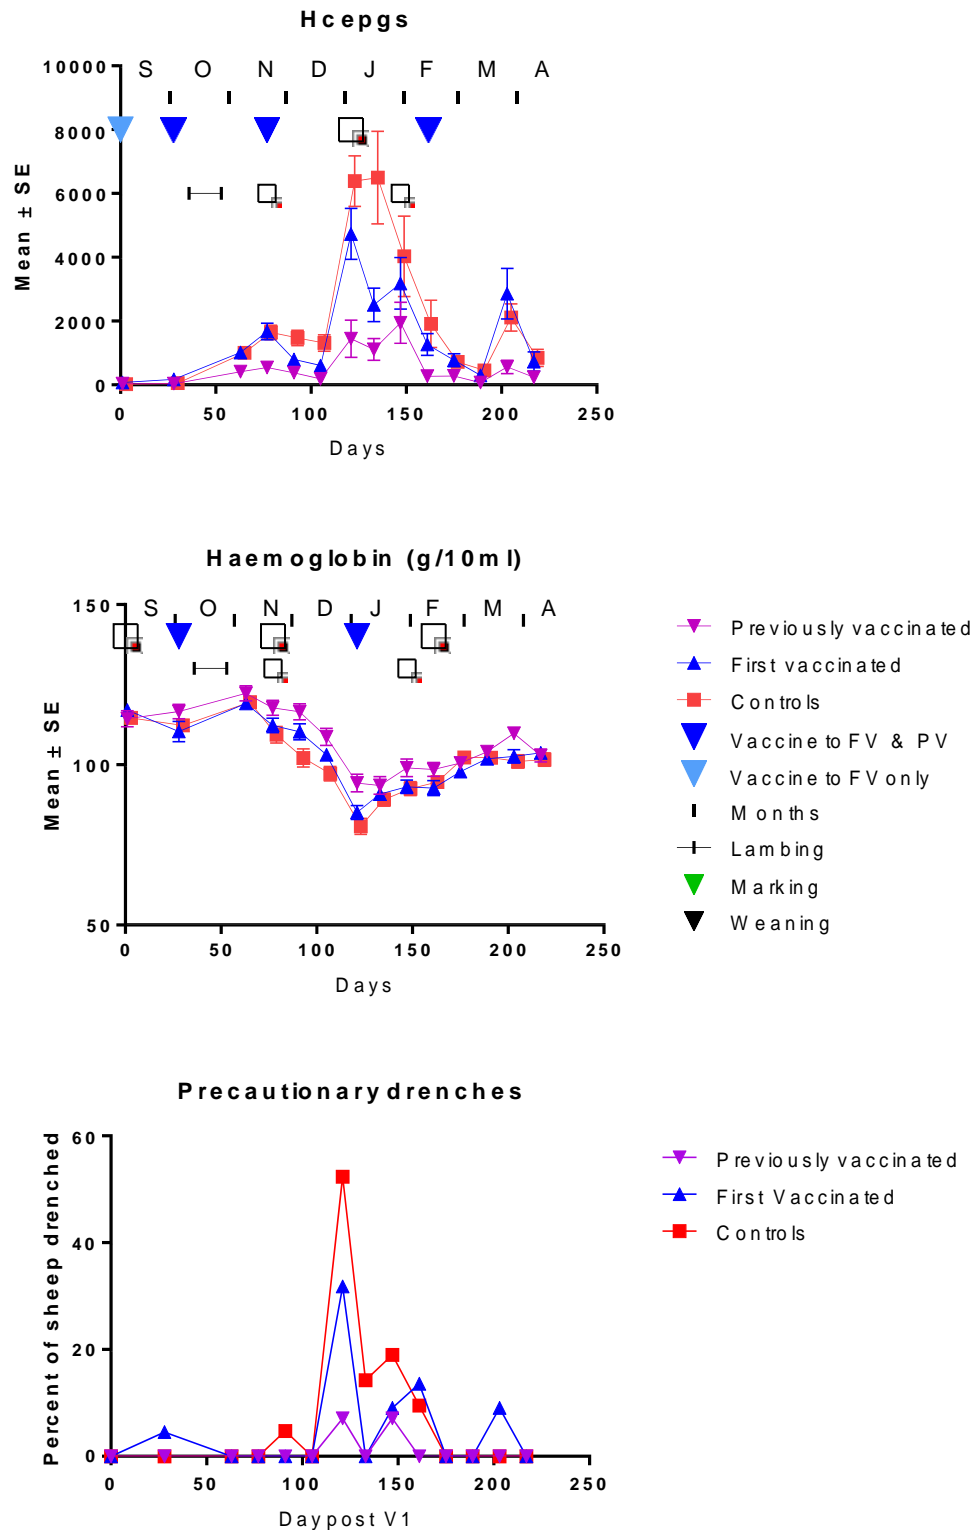 Hcepgs
10000 S O N D J F M A
8000
6000
4000
2000
0
Mean ± SE
0 50 100 150 200 250
Days
Haemoglobin (g/10ml)
150 S O N D J F M A
100
50
Mean ± SE
0 50 100 150 200 250
Days
Previously vaccinated
First vaccinated
Controls
Vaccine to FV & PV
Vaccine to FV only
Months
Lambing
Marking
Weaning
Precautionary drenches
60
40
20
0
Percent of sheep drenched
0 50 100 150 200 250
Day post V1
Previously vaccinated
First Vaccinated
Controls